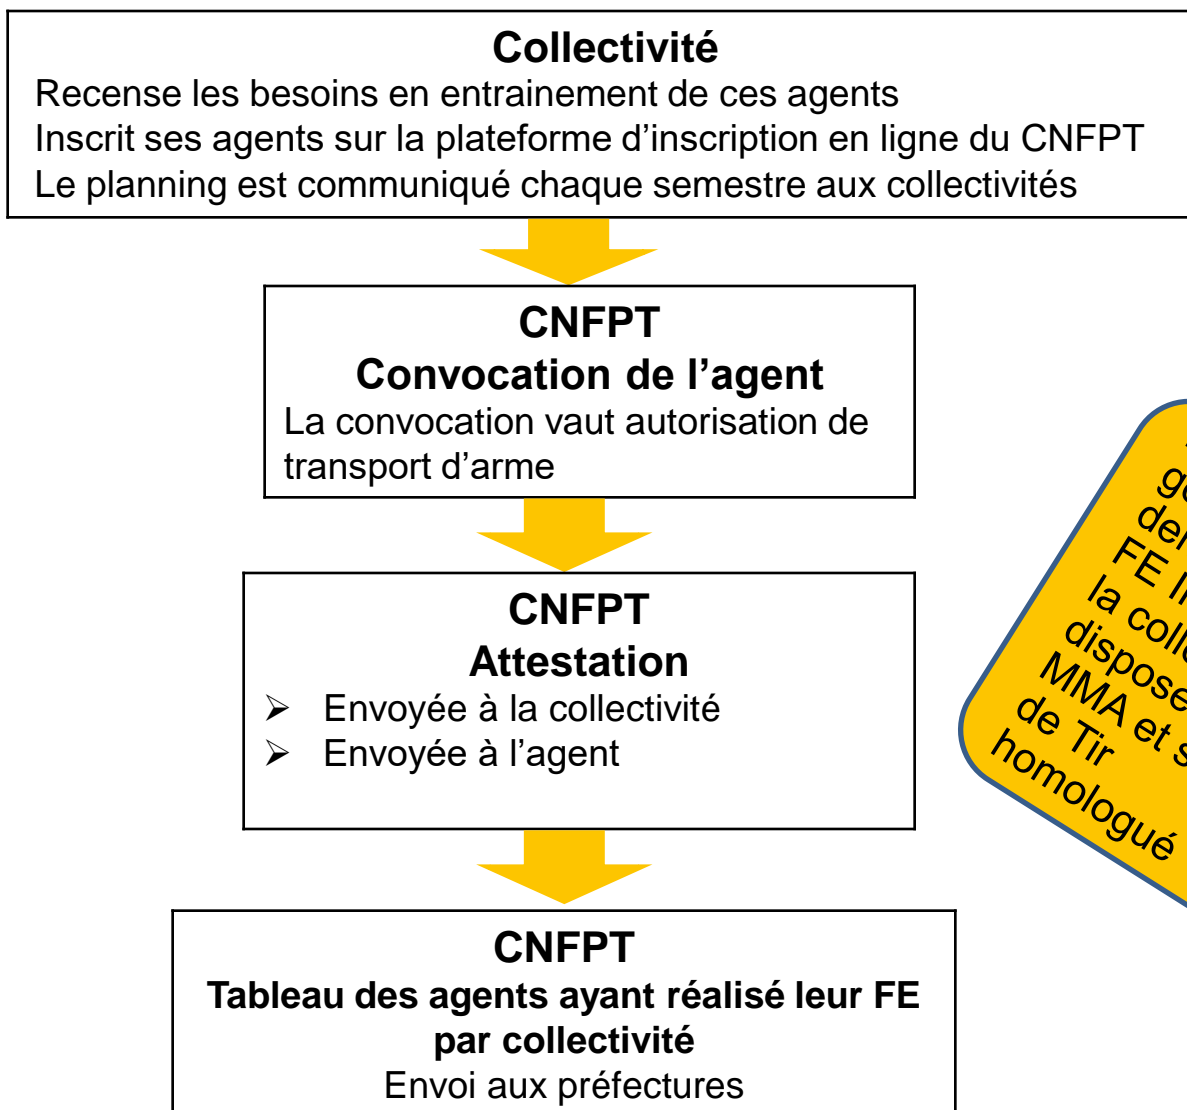 Collectivité
Recense les besoins en entrainement de ces agents
Inscrit ses agents sur la plateforme d’inscription en ligne du CNFPT
Le planning est communiqué chaque semestre aux collectivités
CNFPT
Convocation de l’agent
La convocation vaut autorisation de
transport d’arme
CNFPT
Attestation
➢ Envoyée à la collectivité
➢ Envoyée à l’agent
CNFPT
Tableau des agents ayant réalisé leur FE
par collectivité
Envoi aux préfectures
FE
la
MMA et
de Tir
homologué